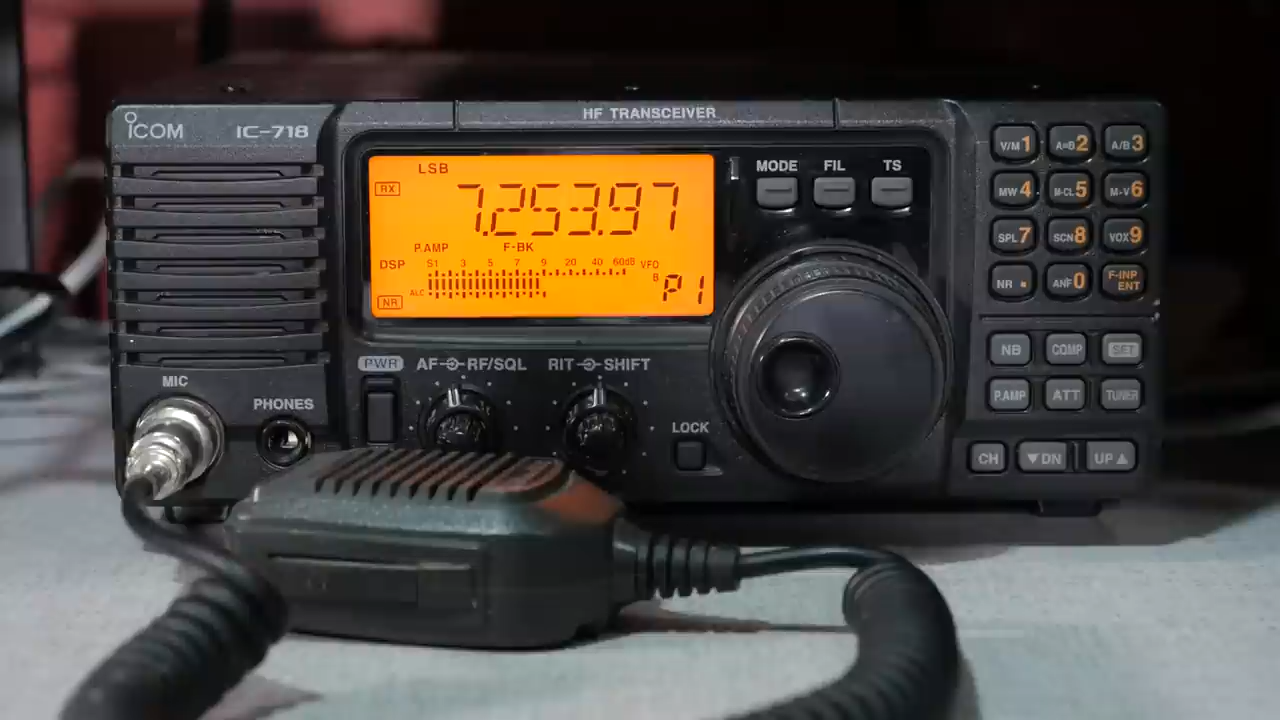 HF TRANSCEIVER
ICOM IC-718
LSB
RX
7.253.97
P.AMP F-BK
DSP
S1 3 5 7 9 20 40 60dB VFO
B
ALC
NR
P1
MODE FIL TS
V/M 1 A=B 2 A/B 3
MW 4 M-CL 5 M-V 6
SPL 7 SCN 8 VOX 9
NR . ANF 0 F-INP ENT
NB COMP SET
P.AMP ATT TUNER
CH ▼DN UP▲
PWR AF RF/SQL RIT SHIFT
MIC
PHONES
LOCK